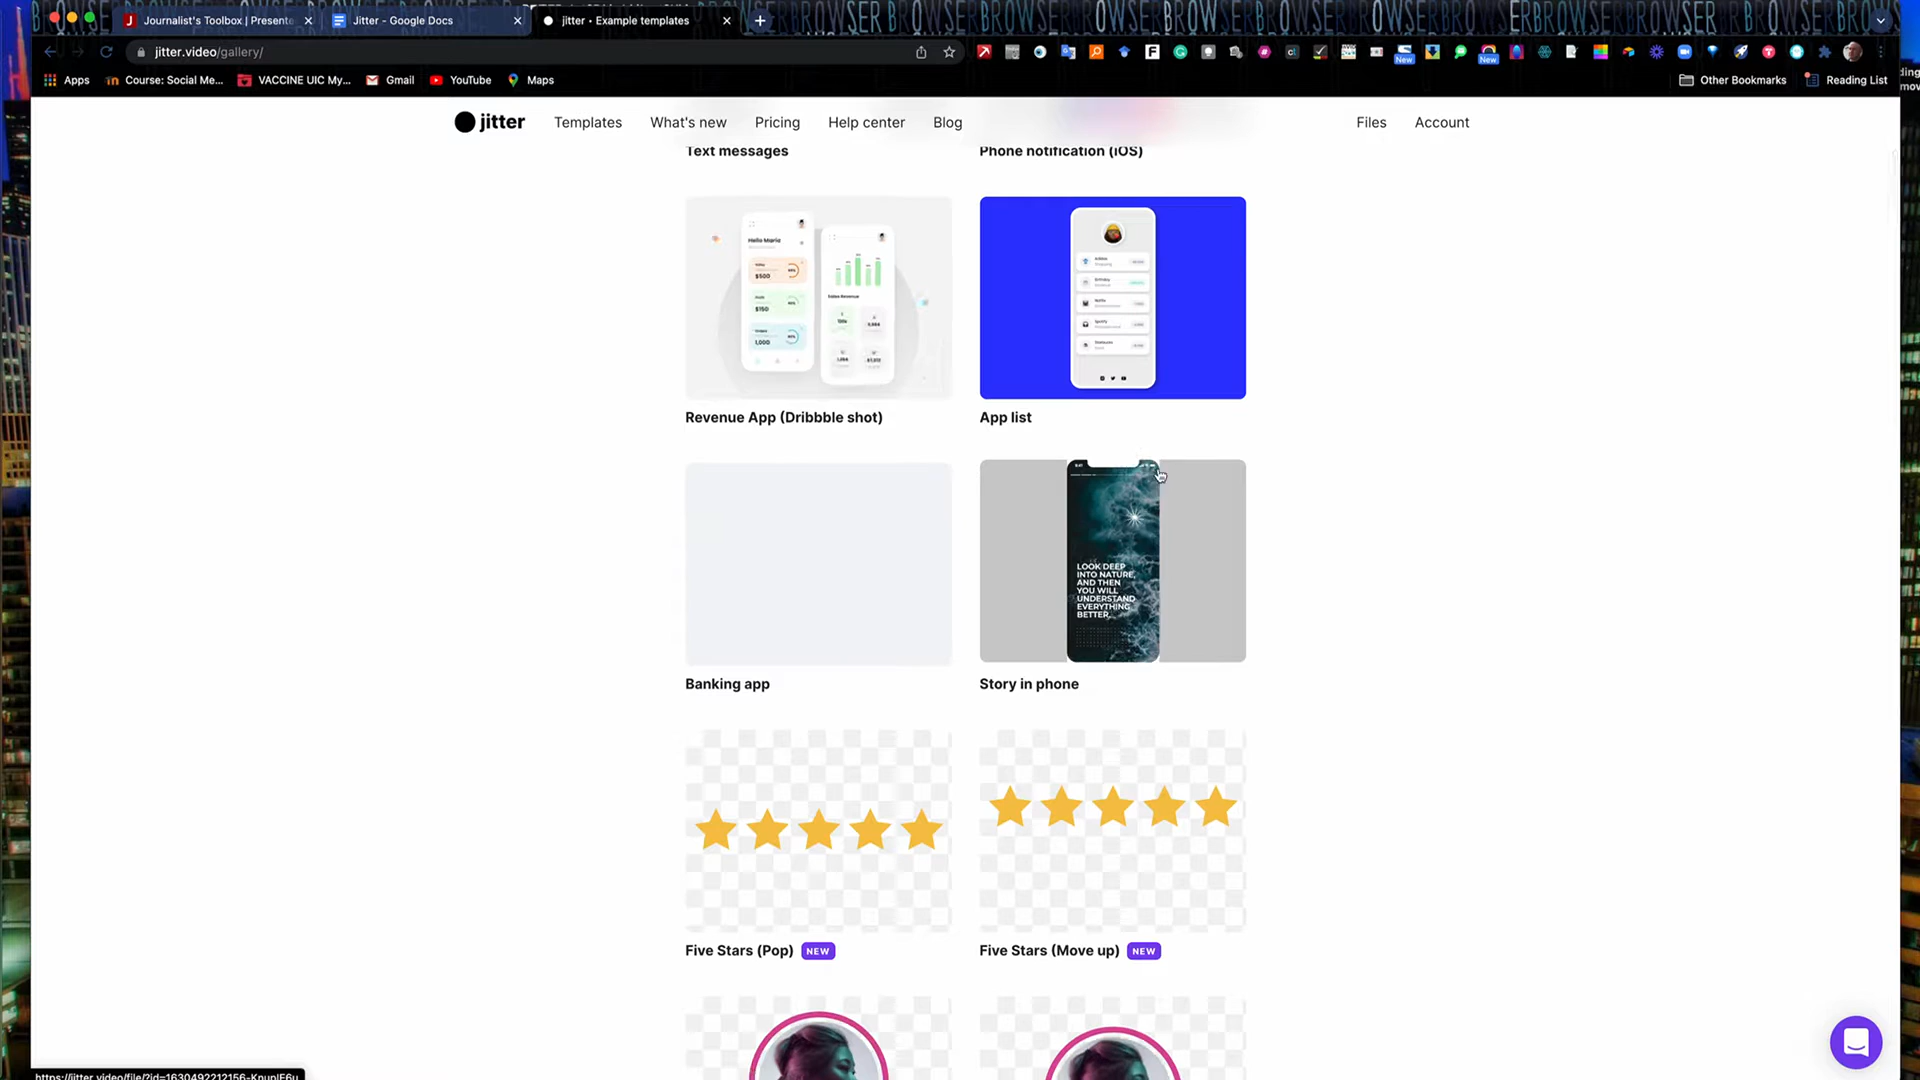 BROWSER
Journalist's Toolbox | Presente
Jitter - Google Docs
jitter • Example templates
jitter.video/gallery/
New
New
Apps
Course: Social Me...
VACCINE UIC My...
Gmail
YouTube
Maps
Other Bookmarks
Reading List
jitter
Templates
What's new
Pricing
Help center
Blog
Files
Account
Text messages
Phone notification (iOS)
Hello Maria
$500
$150
1,000
Revenue App (Dribbble shot)
App list
LOOK DEEP
INTO NATURE,
AND THEN
YOU WILL
UNDERSTAND
EVERYTHING
BETTER.
Banking app
Story in phone
Five Stars (Pop) NEW
Five Stars (Move up) NEW